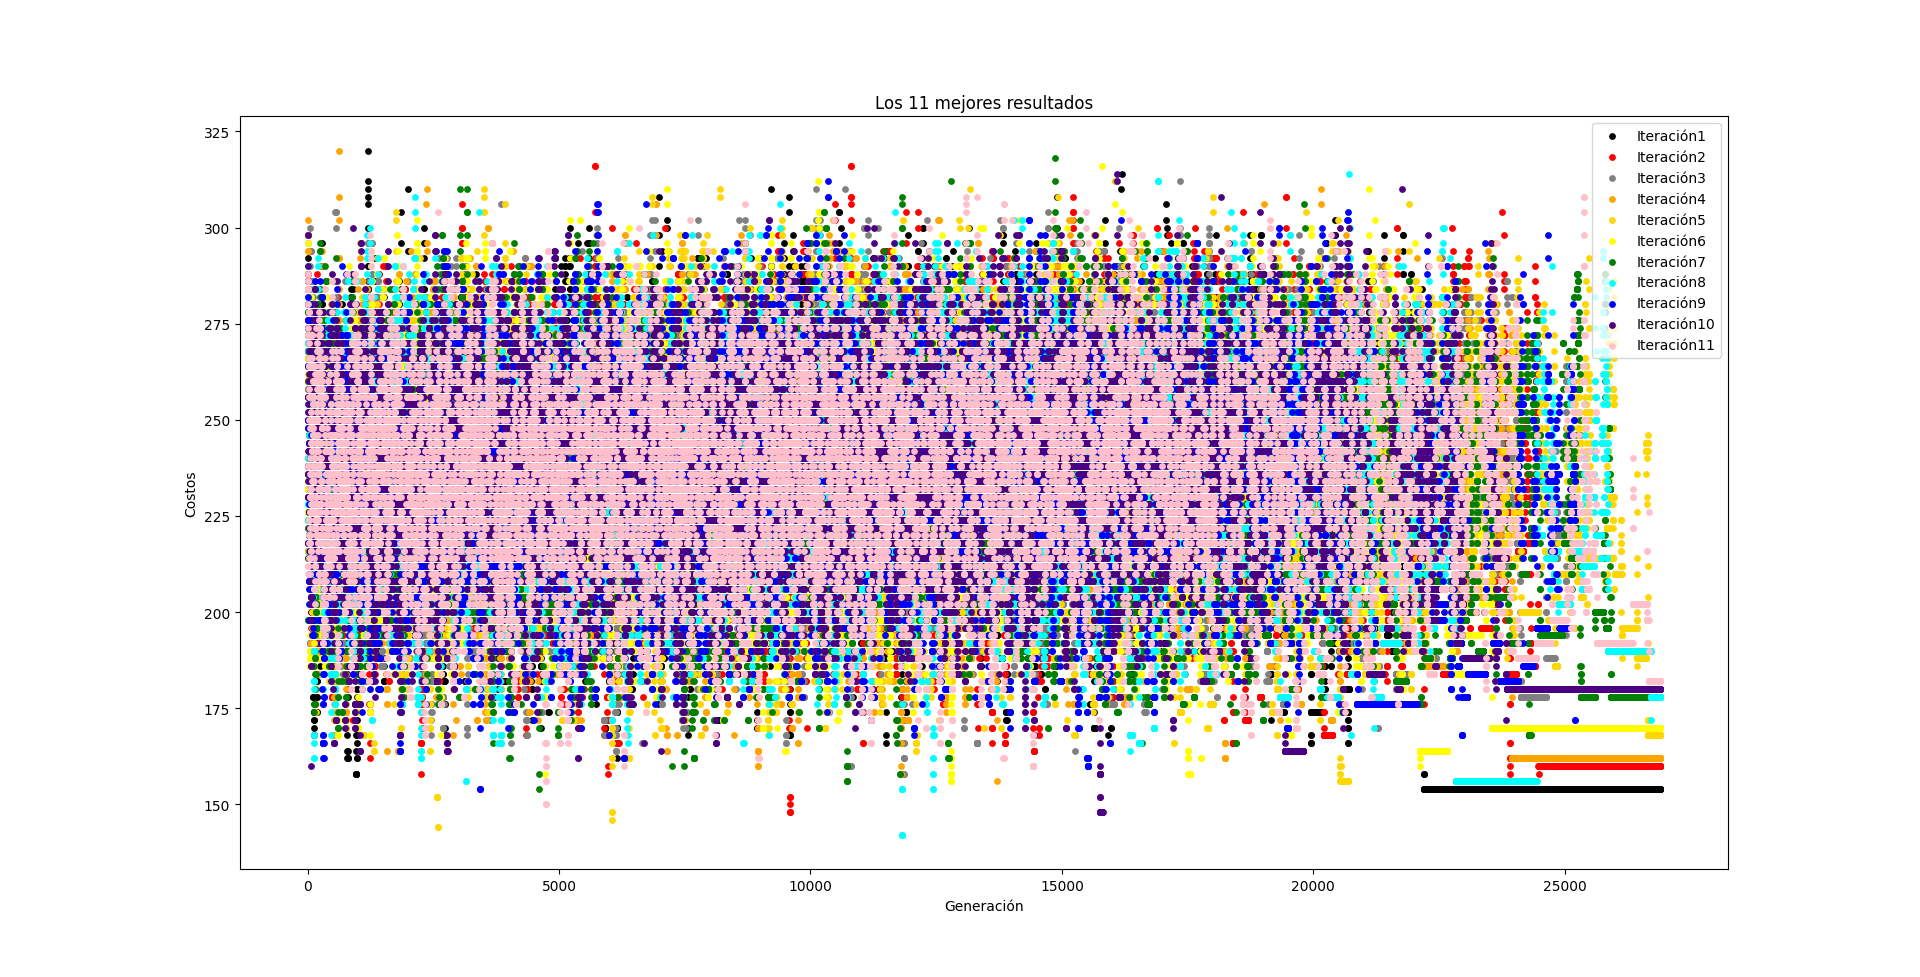 Los 11 mejores resultados
325
300
275
250
225
200
175
150
Costos
0
5000
10000
15000
20000
25000
Generación
Iteración1
Iteración2
Iteración3
Iteración4
Iteración5
Iteración6
Iteración7
Iteración8
Iteración9
Iteración10
Iteración11